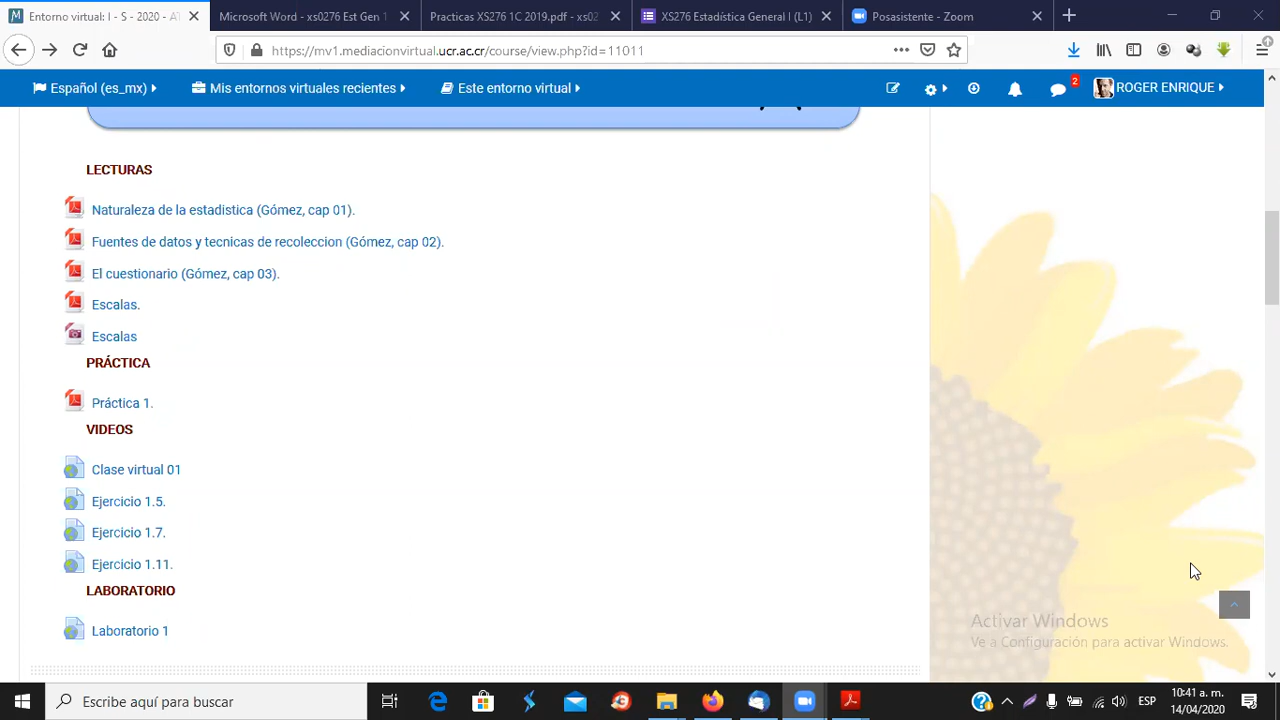 Entorno virtual: I - S - 2020 - A
Microsoft Word - xs0276 Est Gen 1
Practicas XS276 1C 2019.pdf - xs02
XS276 Estadística General I (L1)
Posasistente - Zoom
https://mv1.mediacionvirtual.ucr.ac.cr/course/view.php?id=11011
Español (es_mx)
Mis entornos virtuales recientes
Este entorno virtual
2
ROGER ENRIQUE
LECTURAS
Naturaleza de la estadistica (Gómez, cap 01).
Fuentes de datos y tecnicas de recoleccion (Gómez, cap 02).
El cuestionario (Gómez, cap 03).
Escalas.
Escalas
PRÁCTICA
Práctica 1.
VIDEOS
Clase virtual 01
Ejercicio 1.5.
Ejercicio 1.7.
Ejercicio 1.11.
LABORATORIO
Laboratorio 1
Activar Windows
Ve a Configuración para activar Windows.
Escribe aquí para buscar
ESP
10:41 a. m.
14/04/2020